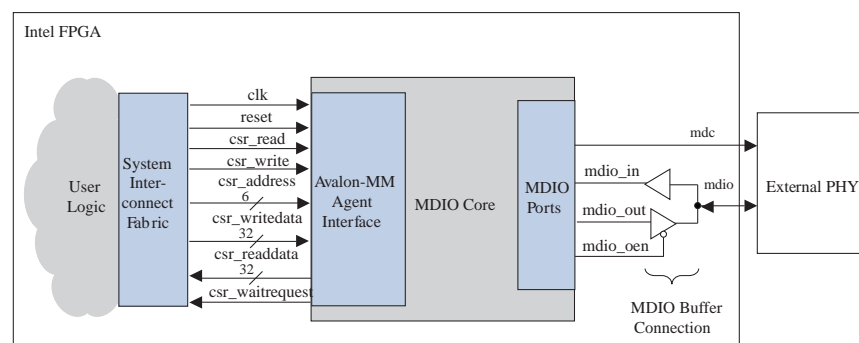 Intel FPGA
User
Logic
System
Inter-
connect
Fabric
clk
reset
csr_read
csr_write
csr_address
6
csr_writedata
32
csr_readdata
32
csr_waitrequest
Avalon-MM
Agent
Interface
MDIO Core
MDIO
Ports
mdc
mdio_in
mdio_out
mdio_oen
mdio
External PHY
MDIO Buffer
Connection